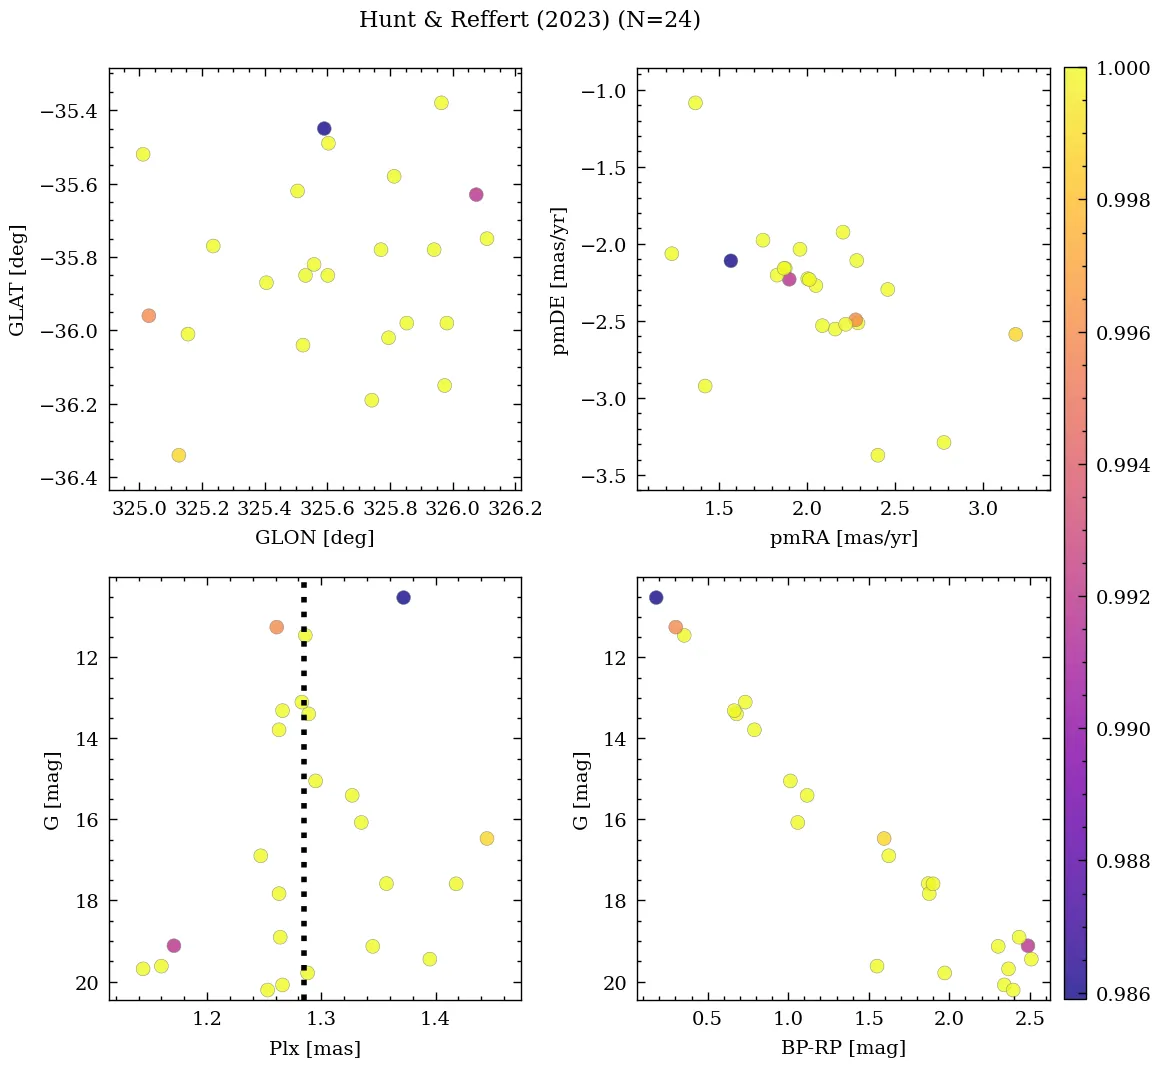 Hunt & Reffert (2023) (N=24)
−35.4
−35.6
−35.8
−36.0
−36.2
−36.4
GLAT [deg]
325.0 325.2 325.4 325.6 325.8 326.0 326.2
GLON [deg]
−1.0
−1.5
−2.0
−2.5
−3.0
−3.5
pmDE [mas/yr]
1.5 2.0 2.5 3.0
pmRA [mas/yr]
12
14
16
18
20
G [mag]
1.2 1.3 1.4
Plx [mas]
12
14
16
18
20
G [mag]
0.5 1.0 1.5 2.0 2.5
BP-RP [mag]
1.000
0.998
0.996
0.994
0.992
0.990
0.988
0.986